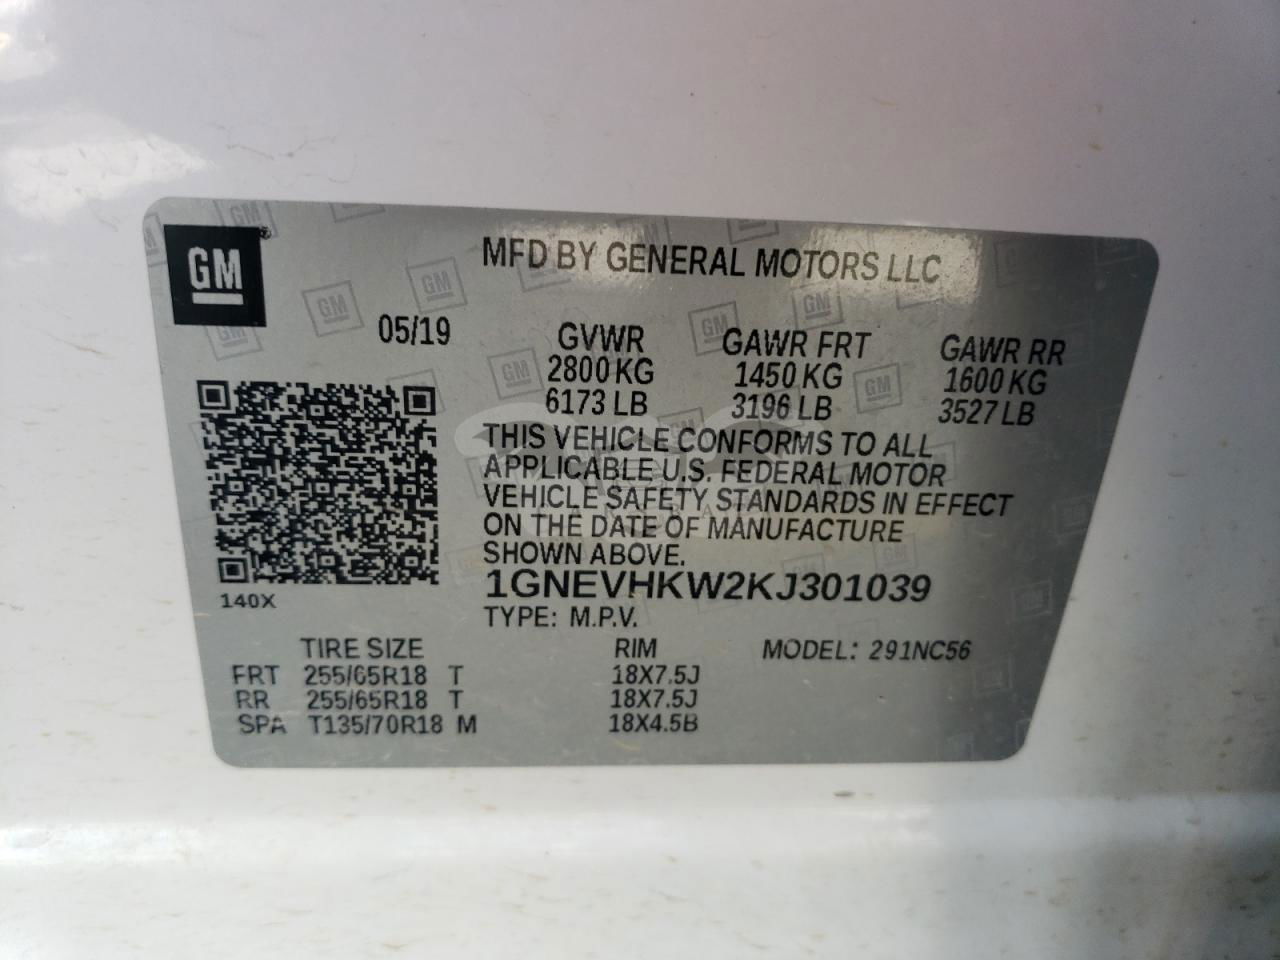 GM
MFD BY GENERAL MOTORS LLC
05/19 GVWR GAWR FRT GAWR RR
2800 KG 1450 KG 1600 KG
6173 LB 3196 LB 3527 LB
THIS VEHICLE CONFORMS TO ALL
APPLICABLE U.S. FEDERAL MOTOR
VEHICLE SAFETY STANDARDS IN EFFECT
ON THE DATE OF MANUFACTURE
SHOWN ABOVE.
1GNEVHKW2KJ301039
140X
TYPE: M.P.V.
TIRE SIZE RIM MODEL: 291NC56
FRT 255/65R18 T 18X7.5J
RR 255/65R18 T 18X7.5J
SPA T135/70R18 M 18X4.5B